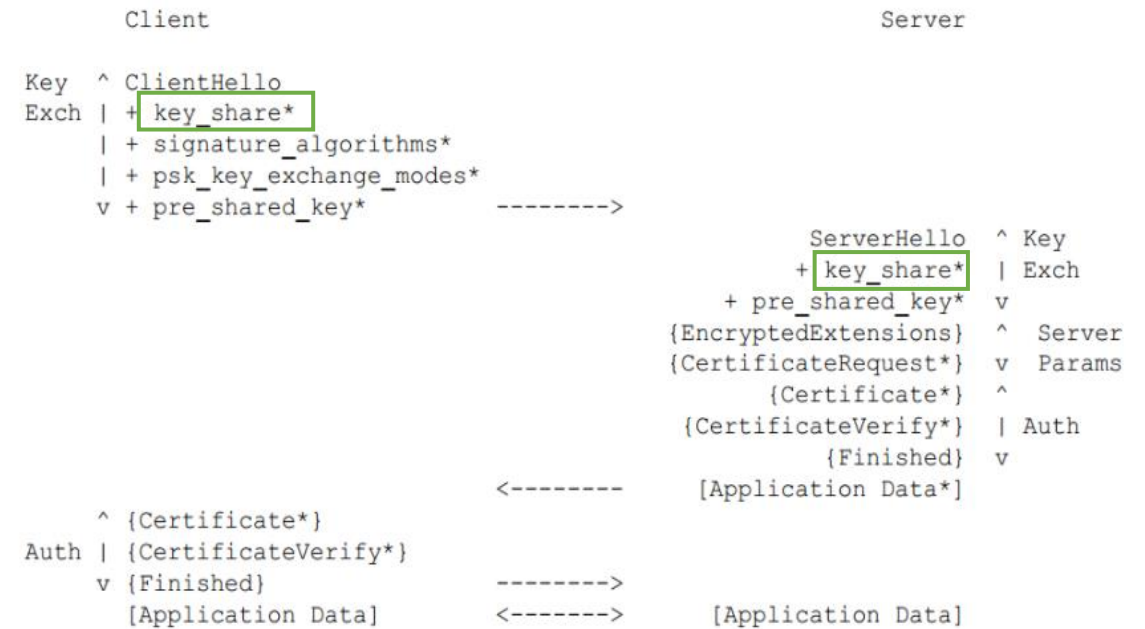 Client Server
Key ^ ClientHello
Exch | + key_share*
| + signature_algorithms*
| + psk_key_exchange_modes*
v + pre_shared_key* -------->
ServerHello ^ Key
+ key_share* | Exch
+ pre_shared_key* v
{EncryptedExtensions} ^ Server
{CertificateRequest*} v Params
{Certificate*} ^
{CertificateVerify*} | Auth
{Finished} v
<-------- [Application Data*]
^ {Certificate*}
Auth | {CertificateVerify*}
v {Finished} -------->
[Application Data] <-------> [Application Data]